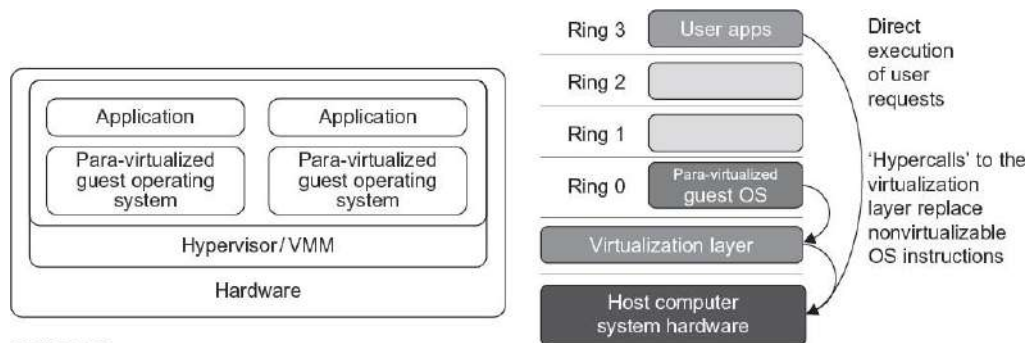 Application
Application
Para-virtualized
guest operating
system
Para-virtualized
guest operating
system
Hypervisor/VMM
Hardware
Ring 3
User apps
Ring 2
Ring 1
Ring 0
Para-virtualized
guest OS
Virtualization layer
Host computer
system hardware
Direct
execution
of user
requests
‘Hypercalls’ to the
virtualization
layer replace
nonvirtualizable
OS instructions